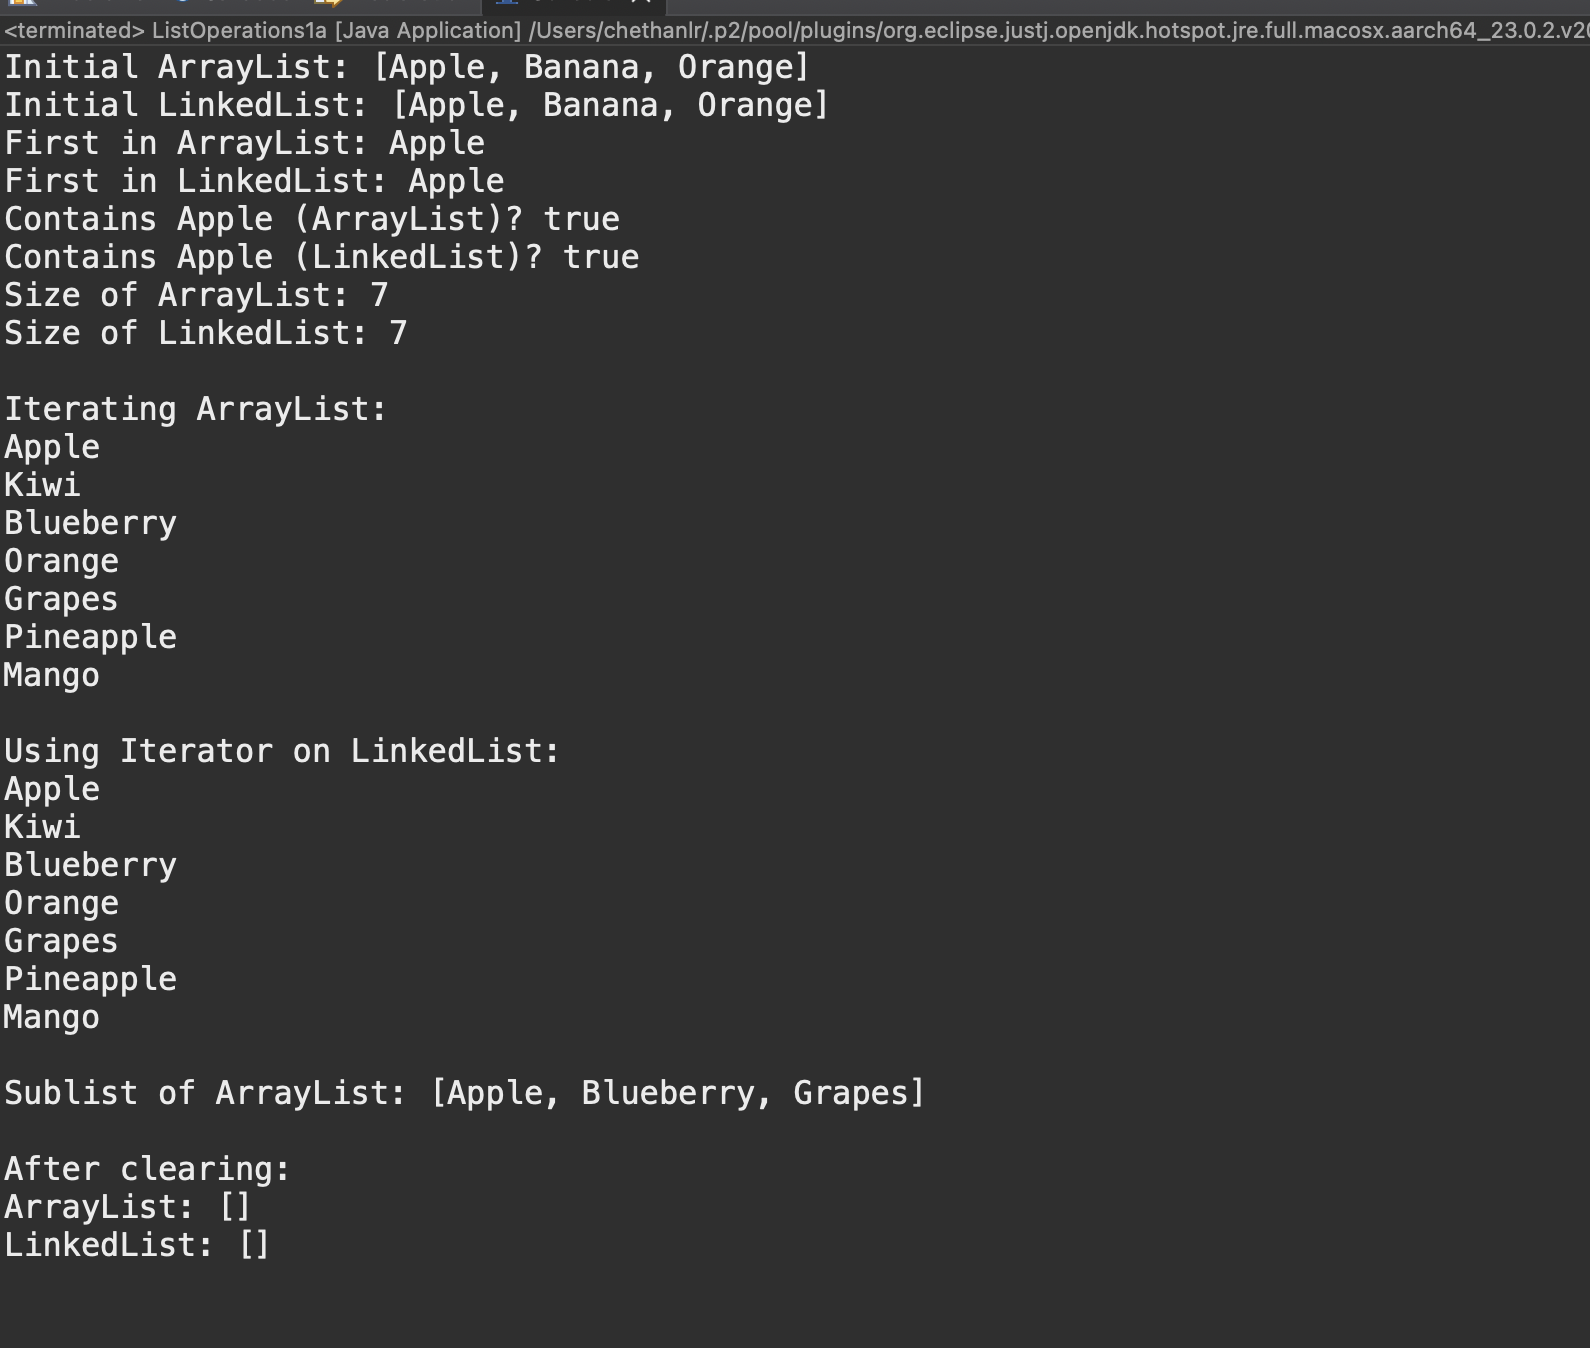 <terminated> ListOperations1a [Java Application] /Users/chethanlr/.p2/pool/plugins/org.eclipse.justj.openjdk.hotspot.jre.full.macosx.aarch64_23.0.2.v20
Initial ArrayList: [Apple, Banana, Orange]
Initial LinkedList: [Apple, Banana, Orange]
First in ArrayList: Apple
First in LinkedList: Apple
Contains Apple (ArrayList)? true
Contains Apple (LinkedList)? true
Size of ArrayList: 7
Size of LinkedList: 7
Iterating ArrayList:
Apple
Kiwi
Blueberry
Orange
Grapes
Pineapple
Mango
Using Iterator on LinkedList:
Apple
Kiwi
Blueberry
Orange
Grapes
Pineapple
Mango
Sublist of ArrayList: [Apple, Blueberry, Grapes]
After clearing:
ArrayList: []
LinkedList: []